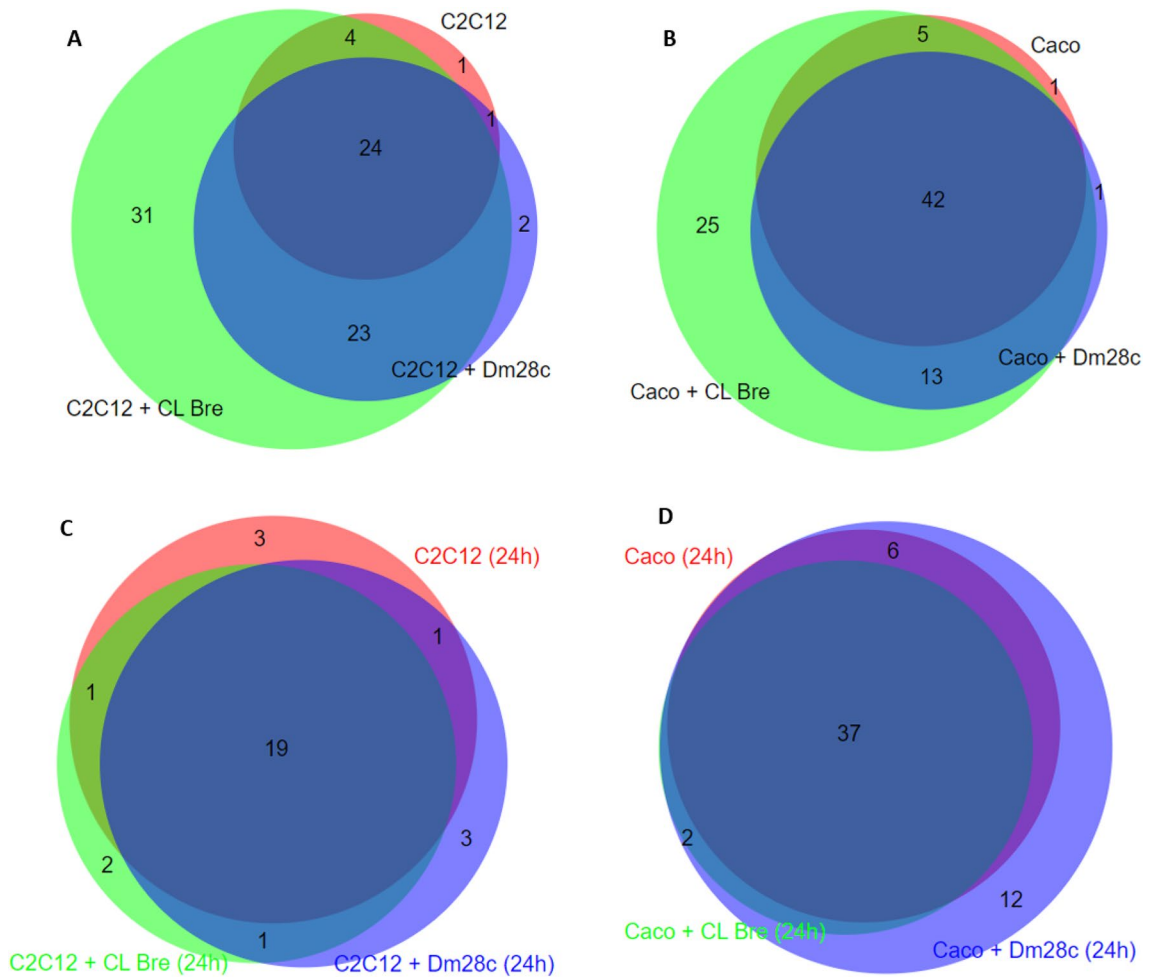 A
C2C12
4
1
1
24
31
2
23
C2C12 + Dm28c
C2C12 + CL Bre
B
Caco
5
1
1
42
25
Caco + Dm28c
13
Caco + CL Bre
C
3
C2C12 (24h)
1
1
19
3
2
1
C2C12 + CL Bre (24h)
C2C12 + Dm28c (24h)
D
Caco (24h)
6
37
2
12
Caco + CL Bre (24h)
Caco + Dm28c (24h)